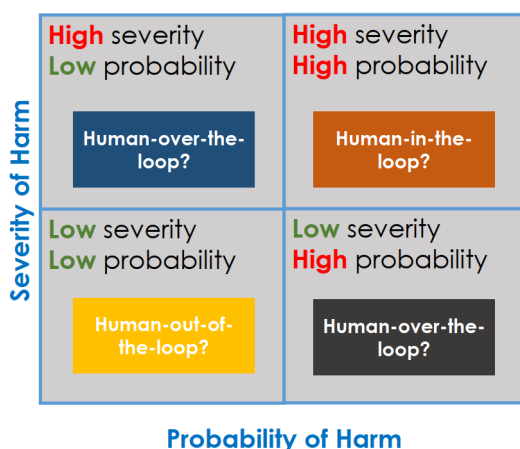 High severity
Low probability
Human-over-the-
loop?
High severity
High probability
Human-in-the-
loop?
Low severity
Low probability
Human-out-of-
the-loop?
Low severity
High probability
Human-over-the-
loop?
Severity of Harm
Probability of Harm